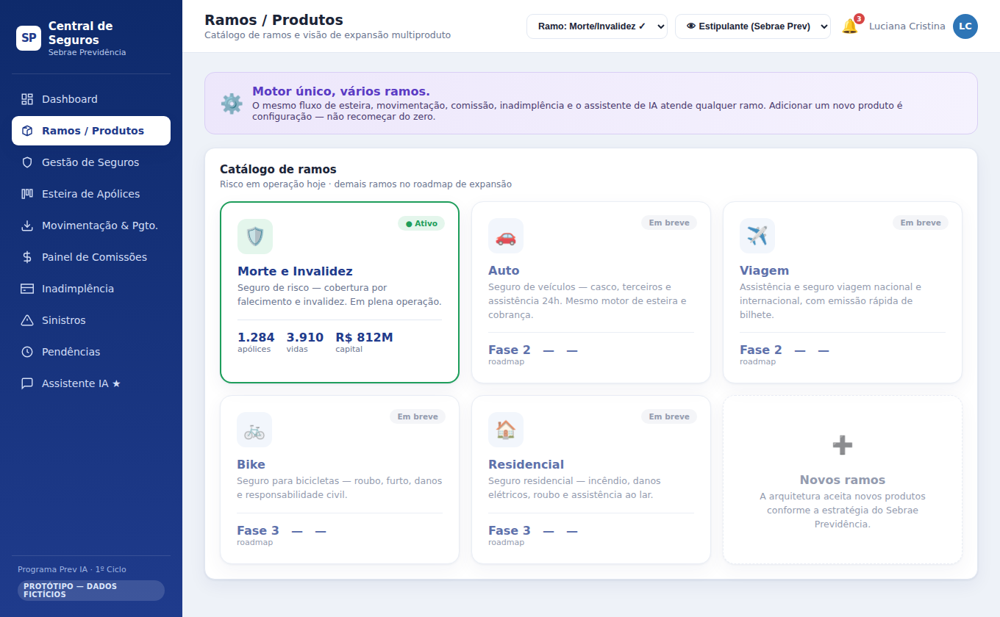 SP
Central de
Seguros
Sebrae Previdência
Dashboard
Ramos / Produtos
Gestão de Seguros
Esteira de Apólices
Movimentação & Pgto.
Painel de Comissões
Inadimplência
Sinistros
Pendências
Assistente IA ★
Programa Prev IA · 1º Ciclo
PROTÓTIPO — DADOS
FICTÍCIOS
Ramos / Produtos
Catálogo de ramos e visão de expansão multiproduto
Ramo: Morte/Invalidez ✓
👁 Estipulante (Sebrae Prev)
3
Luciana Cristina
LC
Motor único, vários ramos.
O mesmo fluxo de esteira, movimentação, comissão, inadimplência e o assistente de IA atende qualquer ramo. Adicionar um novo produto é
configuração — não recomeçar do zero.
Catálogo de ramos
Risco em operação hoje · demais ramos no roadmap de expansão
● Ativo
Morte e Invalidez
Seguro de risco — cobertura por
falecimento e invalidez. Em plena operação.
1.284 3.910 R$ 812M
apólices vidas capital
Em breve
Auto
Seguro de veículos — casco, terceiros e
assistência 24h. Mesmo motor de esteira e
cobrança.
Fase 2 — —
roadmap
Em breve
Viagem
Assistência e seguro viagem nacional e
internacional, com emissão rápida de
bilhete.
Fase 2 — —
roadmap
Em breve
Bike
Seguro para bicicletas — roubo, furto, danos
e responsabilidade civil.
Fase 3 — —
roadmap
Em breve
Residencial
Seguro residencial — incêndio, danos
elétricos, roubo e assistência ao lar.
Fase 3 — —
roadmap
Novos ramos
A arquitetura aceita novos produtos
conforme a estratégia do Sebrae
Previdência.